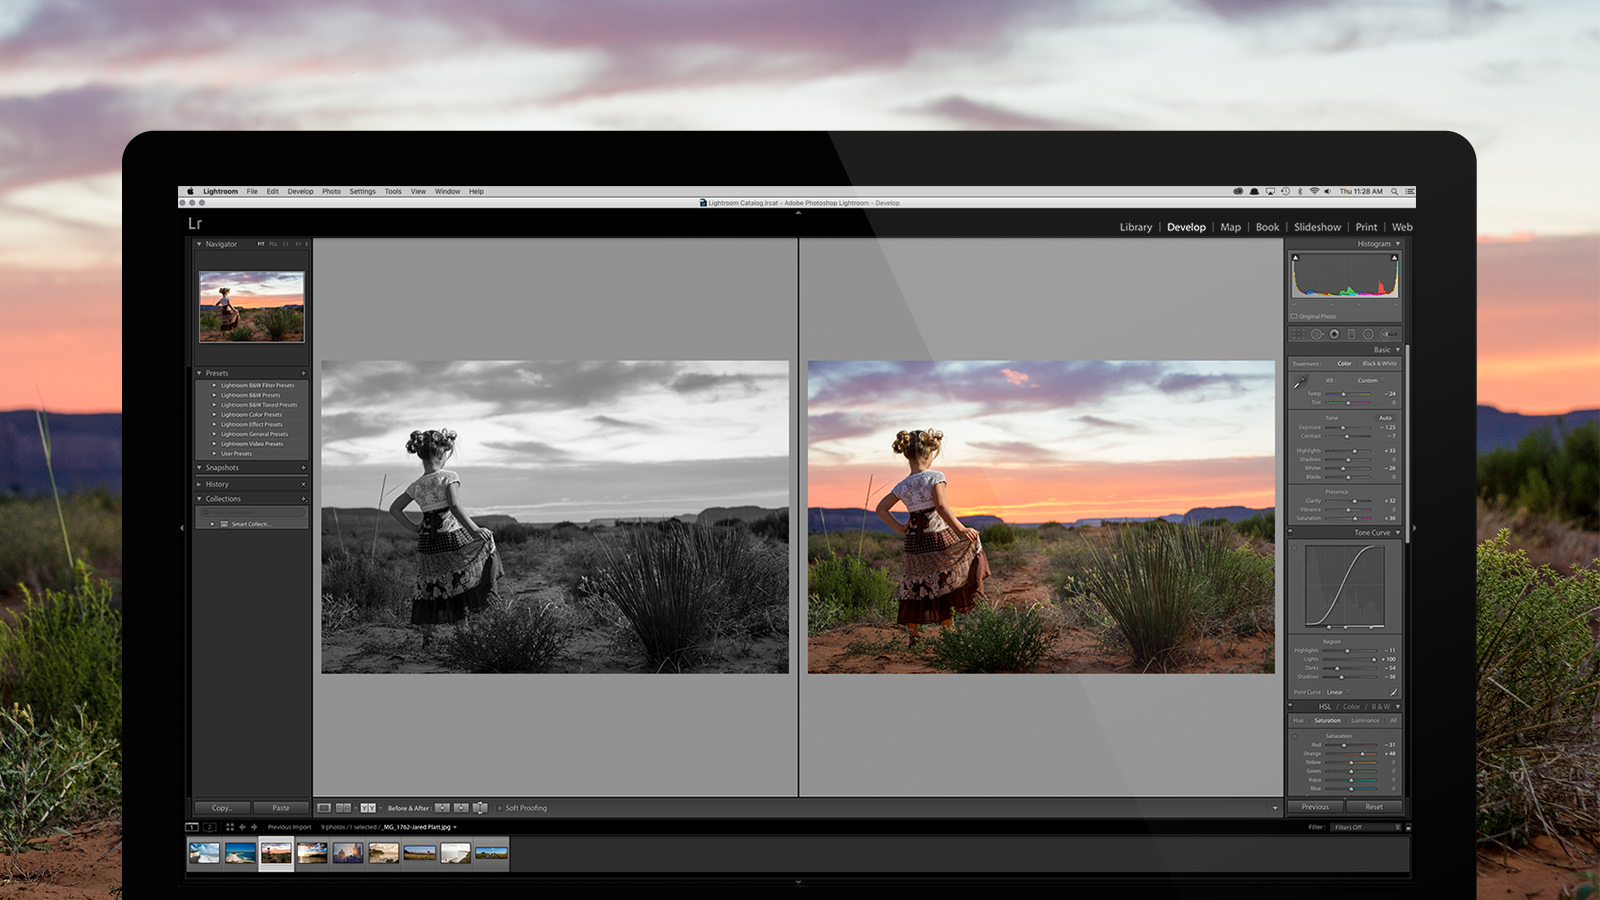 Lightroom File Edit Develop Photo Settings Tools View Window Help Thu 11:28 AM
Lightroom Catalog.lrcat - Adobe Photoshop Lightroom - Develop
Lr
Library | Develop | Map | Book | Slideshow | Print | Web
Navigator FIT FILL 1:1 3:1
Presets
Lightroom B&W Filter Presets
Lightroom B&W Presets
Lightroom B&W Toned Presets
Lightroom Color Presets
Lightroom Effect Presets
Lightroom General Presets
Lightroom Video Presets
User Presets
Snapshots
History
Collections
Smart Collecti...
Copy... Paste
Histogram
Original Photo
Basic
Treatment: Color Black & White
WB: Custom
Temp - 24
Tint 0
Tone Auto
Exposure - 1.25
Contrast - 7
Highlights + 33
Shadows 0
Whites - 26
Blacks 0
Presence
Clarity + 32
Vibrance 0
Saturation + 36
Tone Curve
Region
Highlights - 11
Lights + 100
Darks - 54
Shadows - 36
Point Curve: Linear
HSL / Color / B & W
Hue Saturation Luminance All
Saturation
Red - 31
Orange + 48
Yellow 0
Green 0
Aqua 0
Blue 0
Previous Reset
Before & After: Soft Proofing
1 2 Previous Import 9 photos / 1 selected / _MG_1762-Jared Platt.jpg
Filter: Filters Off